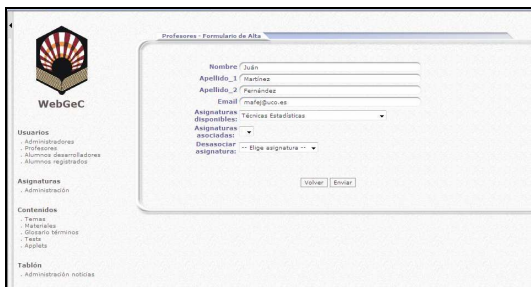 WebGeC
Usuarios
. Administradores
. Profesores
. Alumnos desarrolladores
. Alumnos registrados
Asignaturas
. Administración
Contenidos
. Temas
. Materiales
. Glosario términos
. Tests
. Applets
Tablón
. Administración noticias
Profesores - Formulario de Alta
Nombre Juán
Apellido_1 Martínez
Apellido_2 Fernández
Email mafej@uco.es
Asignaturas
disponibles: Técnicas Estadísticas
Asignaturas
asociadas:
Desasociar
asignatura: -- Elige asignatura --
Volver Enviar